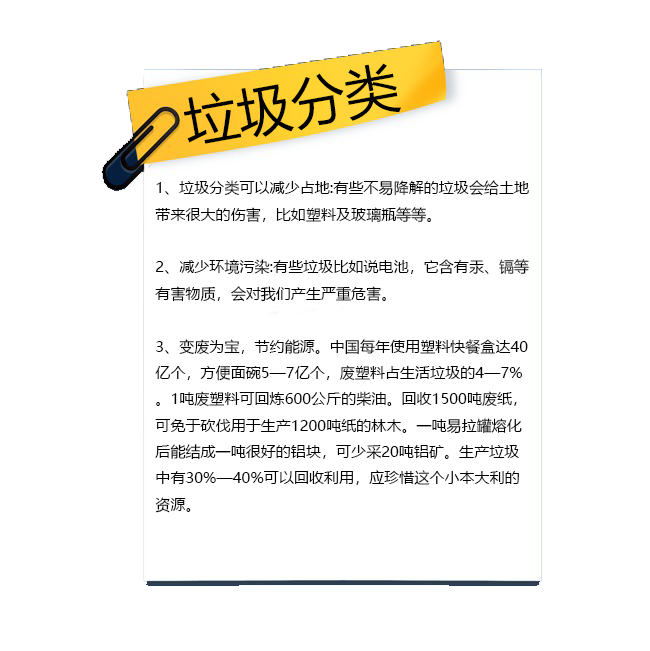 垃圾分类
1、垃圾分类可以减少占地:有些不易降解的垃圾会给土地
带来很大的伤害，比如塑料及玻璃瓶等等。
2、减少环境污染:有些垃圾比如说电池，它含有汞、镉等
有害物质，会对我们产生严重危害。
3、变废为宝，节约能源。中国每年使用塑料快餐盒达40
亿个，方便面碗5—7亿个，废塑料占生活垃圾的4—7%
。1吨废塑料可回炼600公斤的柴油。回收1500吨废纸，
可免于砍伐用于生产1200吨纸的林木。一吨易拉罐熔化
后能结成一吨很好的铝块，可少采20吨铝矿。生产垃圾
中有30%—40%可以回收利用，应珍惜这个小本大利的
资源。